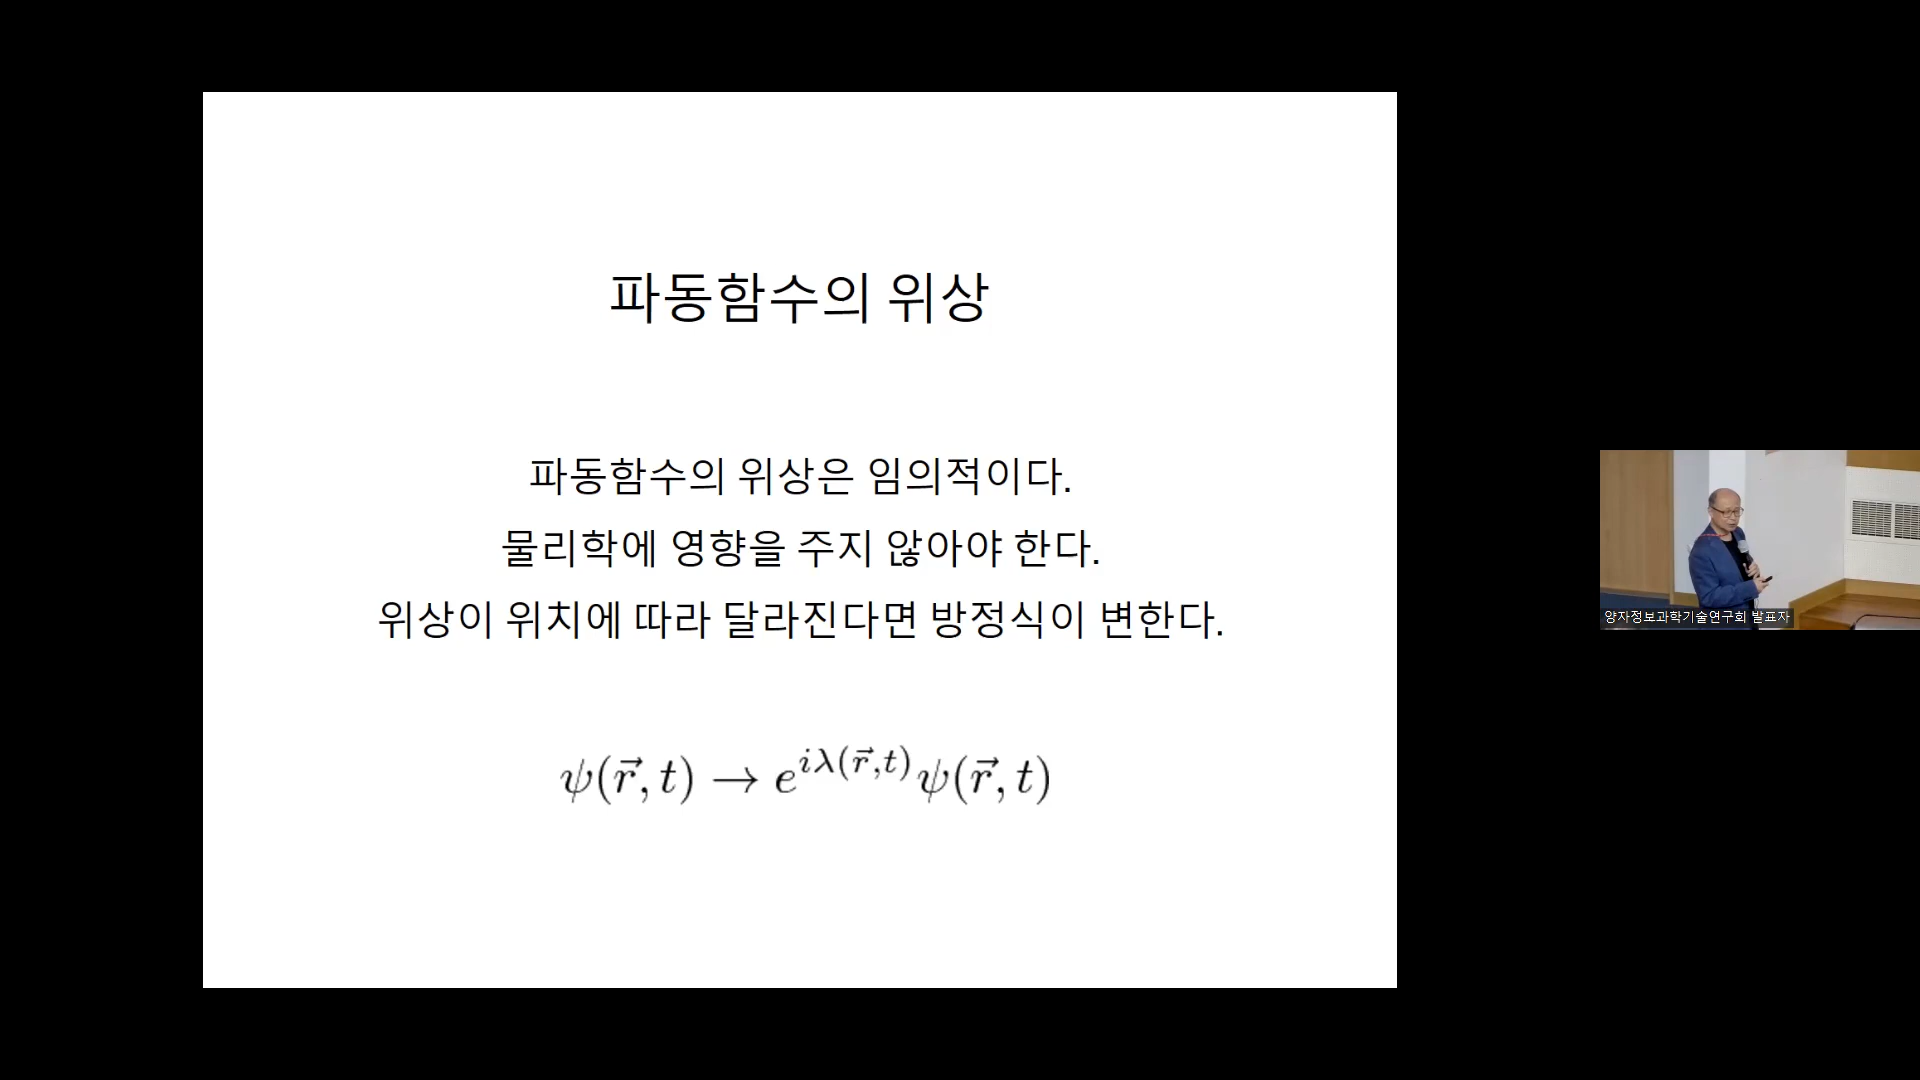 파동함수의 위상
파동함수의 위상은 임의적이다.
물리학에 영향을 주지 않아야 한다.
위상이 위치에 따라 달라진다면 방정식이 변한다.
ψ(r⃗, t) → e^{iλ(r⃗,t)}ψ(r⃗, t)
양자정보과학기술연구회 발표자